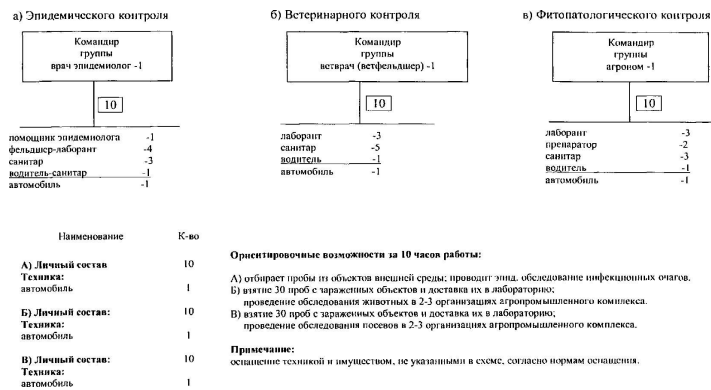 а) Эпидемического контроля
Командир
группы
врач эпидемиолог -1
10
помощник эпидемиолога -1
фельдшер-лаборант -4
санитар -3
водитель-санитар -1
автомобиль -1
б) Ветеринарного контроля
Командир
группы
ветврач (ветфельдшер) -1
10
лаборант -3
санитар -5
водитель -1
автомобиль -1
в) Фитопатологического контроля
Командир
группы
агроном -1
10
лаборант -3
препаратор -2
санитар -3
водитель -1
автомобиль -1
Наименование К-во
А) Личный состав 10
Техника:
автомобиль 1
Б) Личный состав: 10
Техника:
автомобиль 1
В) Личный состав: 10
Техника:
автомобиль 1
Ориентировочные возможности за 10 часов работы:
А) отбирает пробы из объектов внешней среды; проводит эпид. обследование инфекционных очагов.
Б) взятие 30 проб с зараженных объектов и доставка их в лабораторию;
проведение обследования животных в 2-3 организациях агропромышленного комплекса.
В) взятие 30 проб с зараженных объектов и доставка их в лабораторию;
проведение обследования посевов в 2-3 организациях агропромышленного комплекса.
Примечание:
оснащение техникой и имуществом, не указанными в схеме, согласно нормам оснащения.